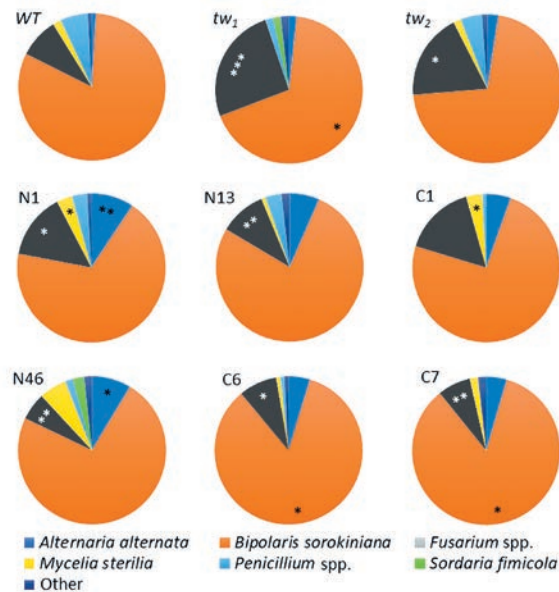 WT tw1 tw2
***
* *
N1 N13 C1
* * ** ** *
N46 C6 C7
** * * **
* *
Alternaria alternata Bipolaris sorokiniana Fusarium spp.
Mycelia sterilia Penicillium spp. Sordaria fimicola
Other